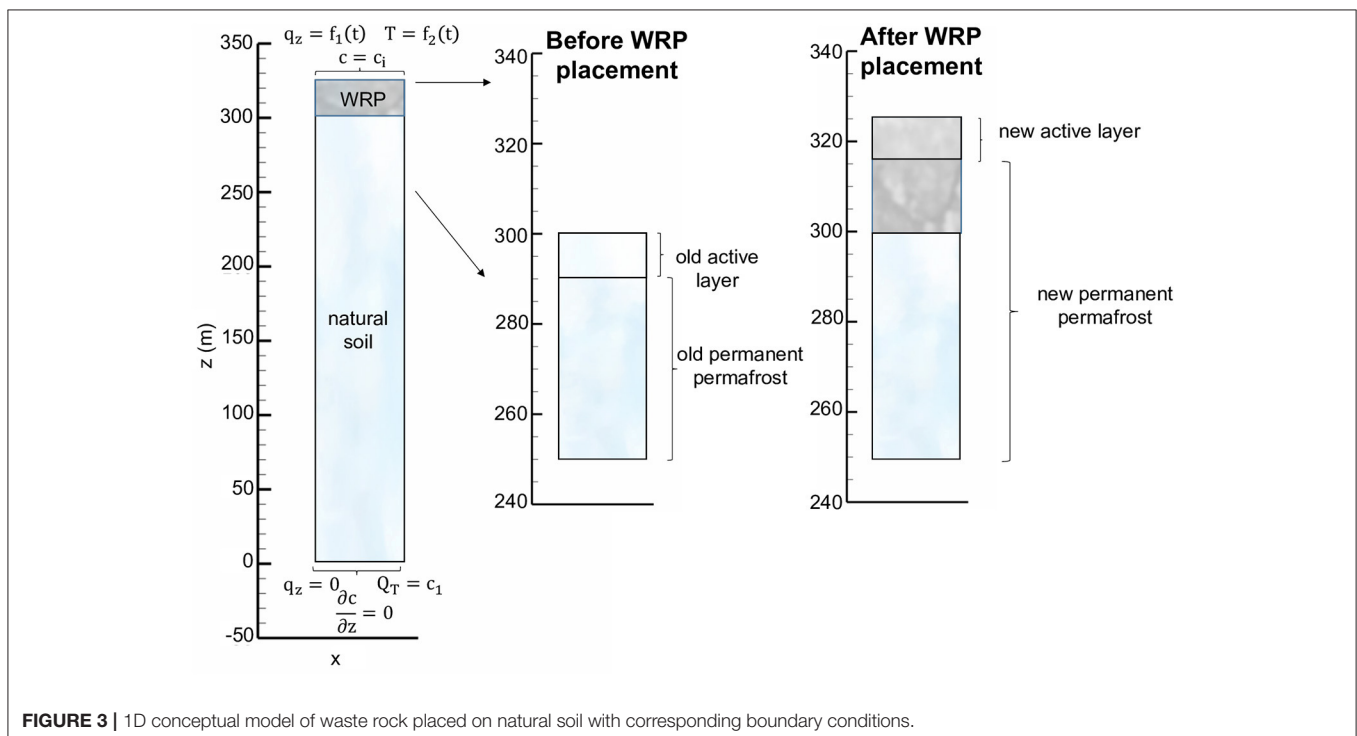 q_z = f_1(t) T = f_2(t)
c = c_i
350
300
250
200
150
100
50
0
-50
z (m)
WRP
natural
soil
q_z = 0 Q_T = c_1
∂c
∂z = 0
x
Before WRP
placement
340
320
300
280
260
240
old active
layer
old permanent
permafrost
After WRP
placement
340
320
300
280
260
240
new active layer
new permanent
permafrost
FIGURE 3 | 1D conceptual model of waste rock placed on natural soil with corresponding boundary conditions.